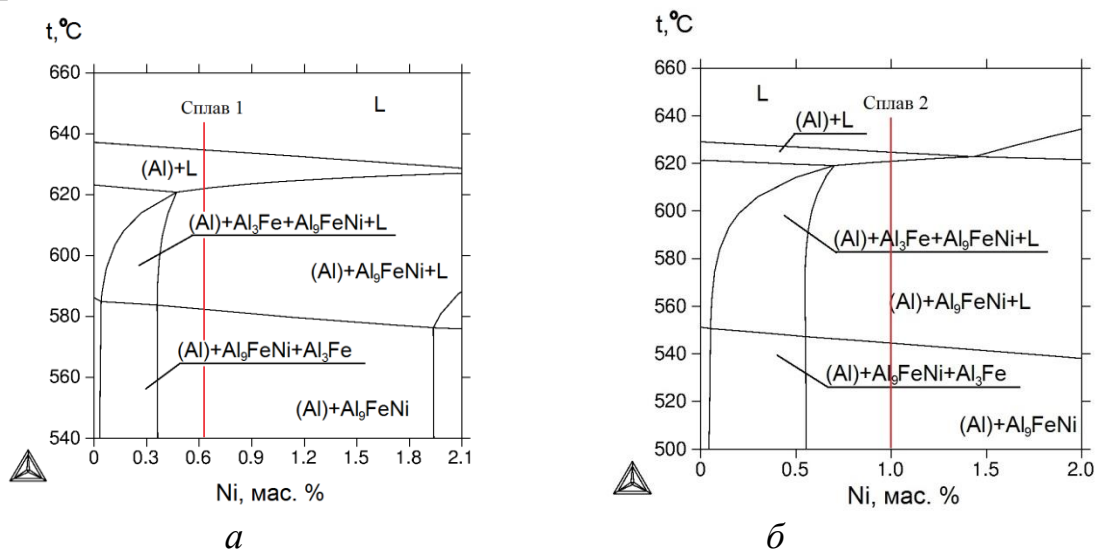 t,°C
660
640
620
600
580
560
540
Сплав 1
L
(Al)+L
(Al)+Al₃Fe+Al₉FeNi+L
(Al)+Al₉FeNi+L
(Al)+Al₉FeNi+Al₃Fe
(Al)+Al₉FeNi
0 0.3 0.6 0.9 1.2 1.5 1.8 2.1
Ni, мас. %
а
t,°C
660
640
620
600
580
560
540
520
500
L
Сплав 2
(Al)+L
(Al)+Al₃Fe+Al₉FeNi+L
(Al)+Al₉FeNi+L
(Al)+Al₉FeNi+Al₃Fe
(Al)+Al₉FeNi
0 0.5 1.0 1.5 2.0
Ni, мас. %
б